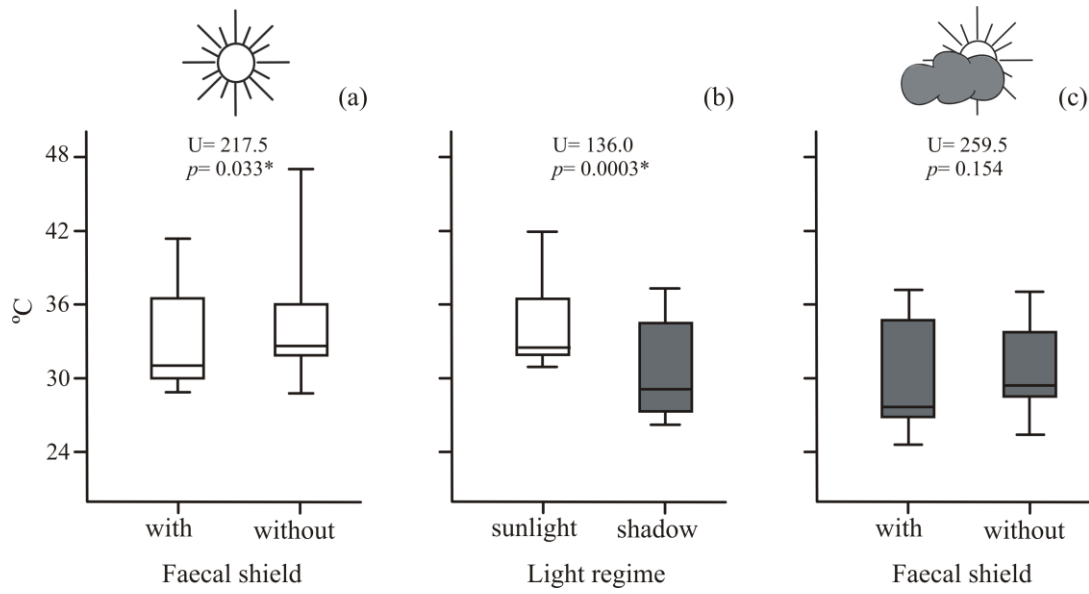 (a)
(b)
(c)
U= 217.5
p= 0.033*
U= 136.0
p= 0.0003*
U= 259.5
p= 0.154
ºC
48
42
36
30
24
with
without
sunlight
shadow
with
without
Faecal shield
Light regime
Faecal shield